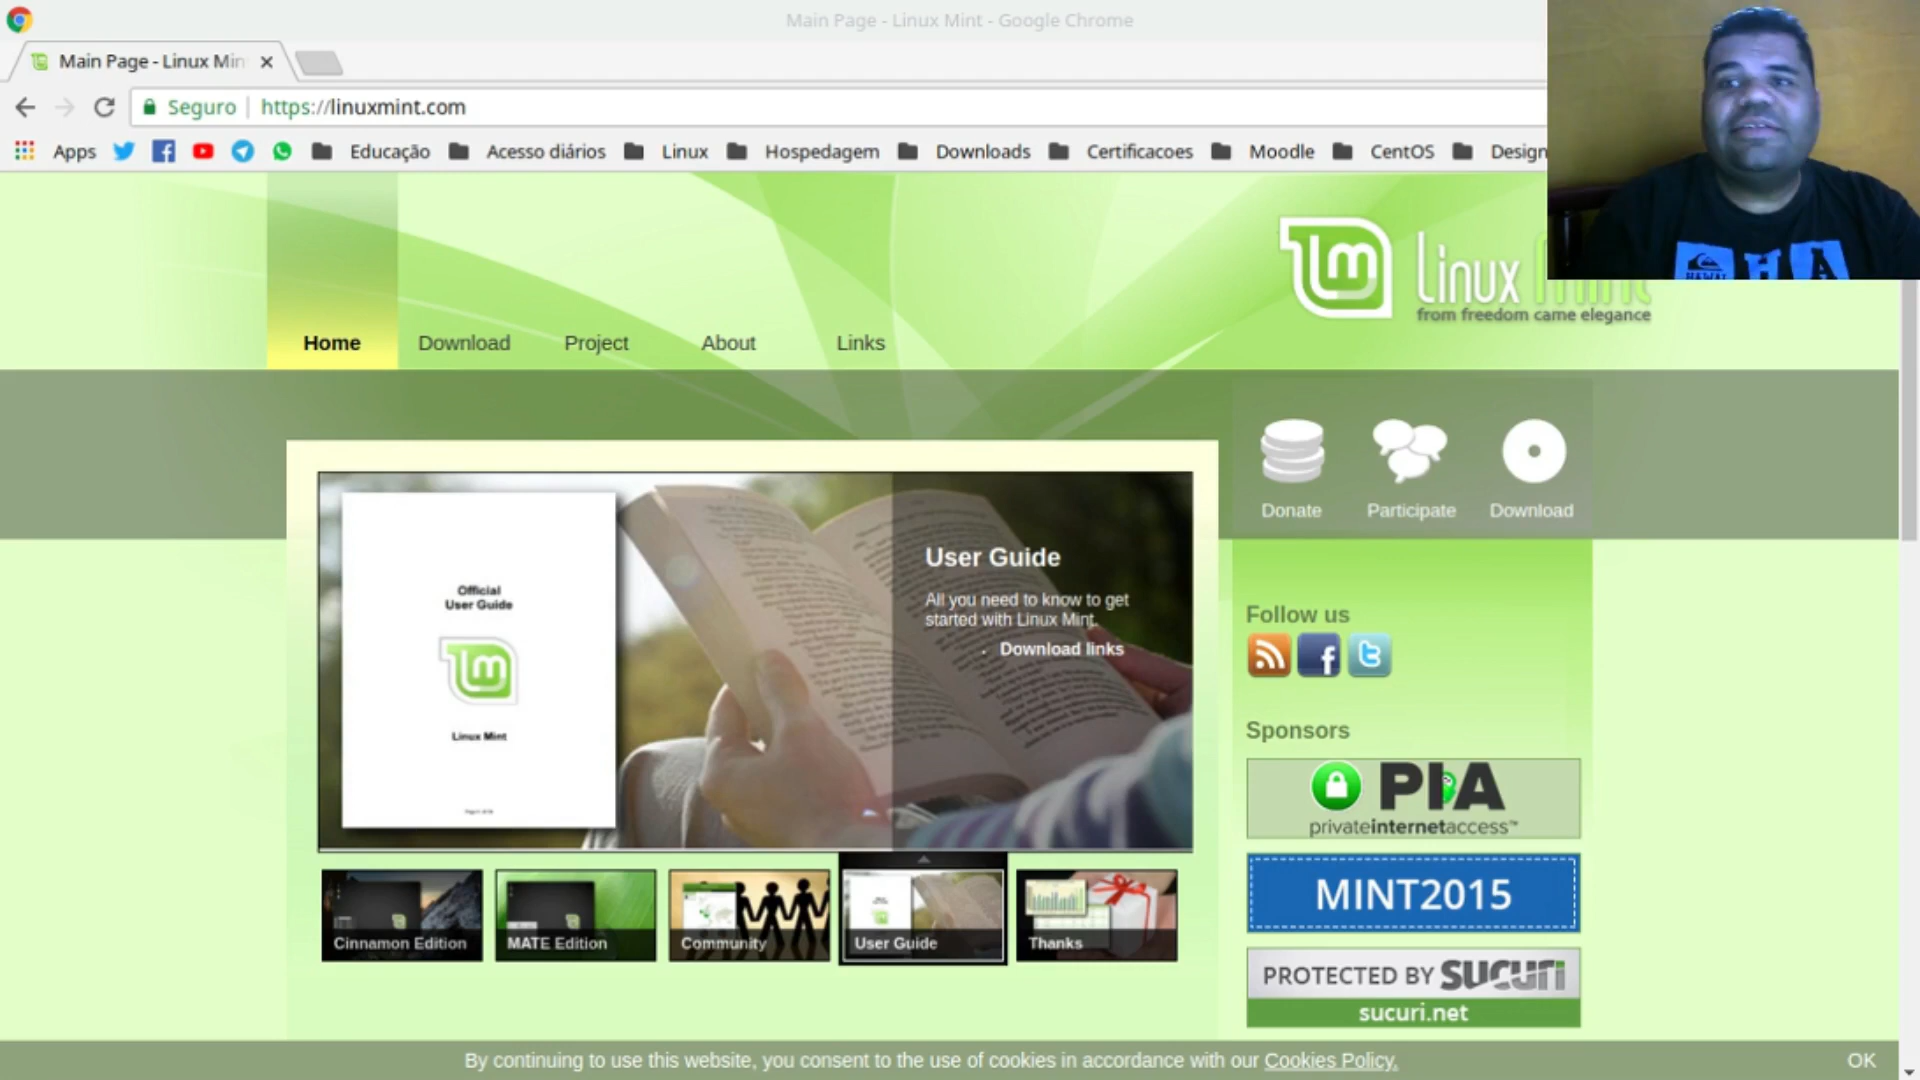 Main Page - Linux Mint - Google Chrome
Main Page - Linux Min
Seguro
https://linuxmint.com
Apps
Educação
Acesso diários
Linux
Hospedagem
Downloads
Certificacoes
Moodle
CentOS
Design
HAWAI
HA
lm
Linux
from freedom came elegance
Home
Download
Project
About
Links
Donate
Participate
Download
Official
User Guide
lm
Linux Mint
User Guide
All you need to know to get
started with Linux Mint.
Download links
Follow us
Sponsors
PIA
privateinternetaccess™
MINT2015
PROTECTED BY SUCURI
sucuri.net
Cinnamon Edition
MATE Edition
Community
User Guide
Thanks
By continuing to use this website, you consent to the use of cookies in accordance with our Cookies Policy.
OK